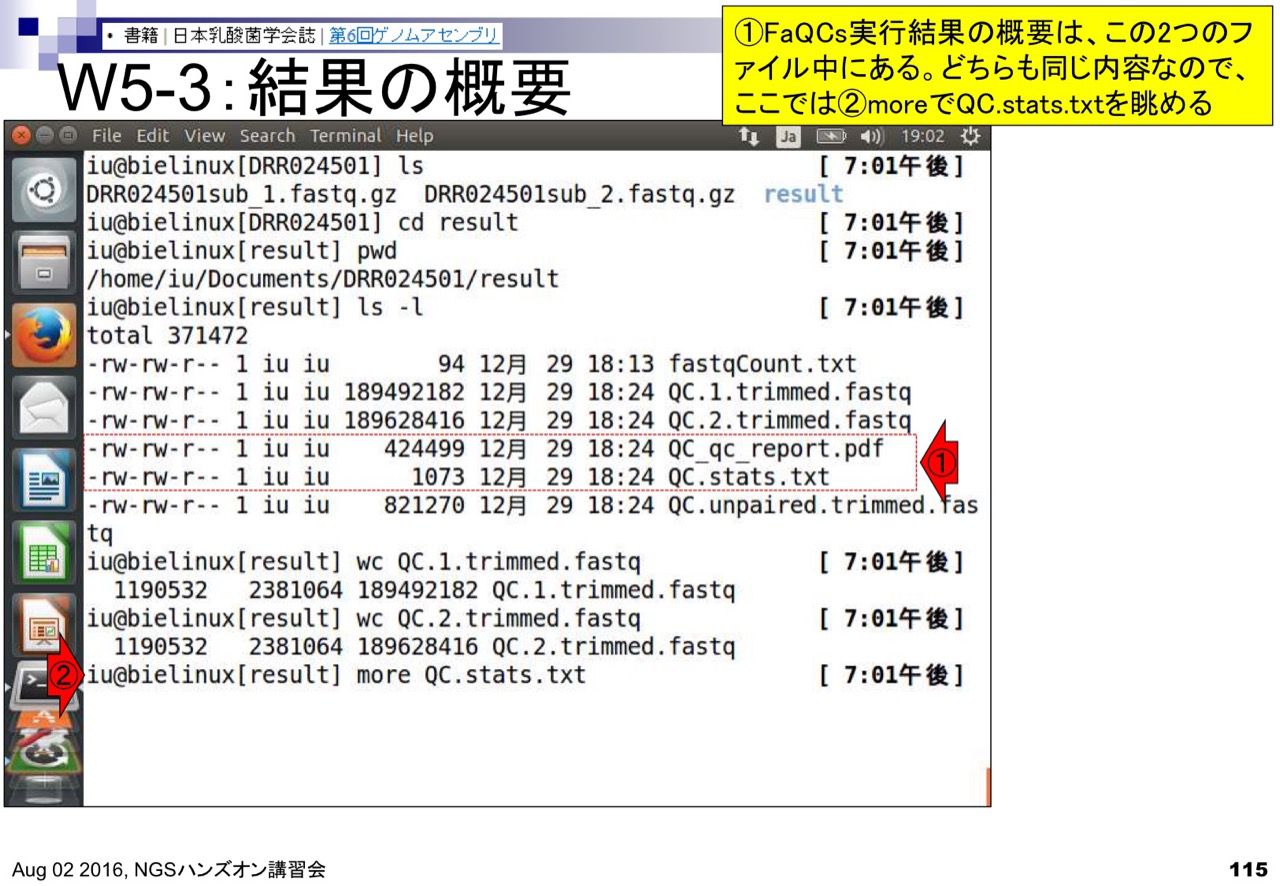 • 書籍 | 日本乳酸菌学会誌 | 第6回ゲノムアセンブリ
W5-3：結果の概要
①FaQCs実行結果の概要は、この2つのフ
ァイル中にある。どちらも同じ内容なので、
ここでは②moreでQC.stats.txtを眺める
File Edit View Search Terminal Help Ja 19:02
iu@bielinux[DRR024501] ls [ 7:01午後]
DRR024501sub_1.fastq.gz DRR024501sub_2.fastq.gz result
iu@bielinux[DRR024501] cd result [ 7:01午後]
iu@bielinux[result] pwd [ 7:01午後]
/home/iu/Documents/DRR024501/result
iu@bielinux[result] ls -l [ 7:01午後]
total 371472
-rw-rw-r-- 1 iu iu 94 12月 29 18:13 fastqCount.txt
-rw-rw-r-- 1 iu iu 189492182 12月 29 18:24 QC.1.trimmed.fastq
-rw-rw-r-- 1 iu iu 189628416 12月 29 18:24 QC.2.trimmed.fastq
-rw-rw-r-- 1 iu iu 424499 12月 29 18:24 QC_qc_report.pdf
①
-rw-rw-r-- 1 iu iu 1073 12月 29 18:24 QC.stats.txt
-rw-rw-r-- 1 iu iu 821270 12月 29 18:24 QC.unpaired.trimmed.fas
tq
iu@bielinux[result] wc QC.1.trimmed.fastq [ 7:01午後]
1190532 2381064 189492182 QC.1.trimmed.fastq
iu@bielinux[result] wc QC.2.trimmed.fastq [ 7:01午後]
1190532 2381064 189628416 QC.2.trimmed.fastq
②
iu@bielinux[result] more QC.stats.txt [ 7:01午後]
Aug 02 2016, NGSハンズオン講習会
115